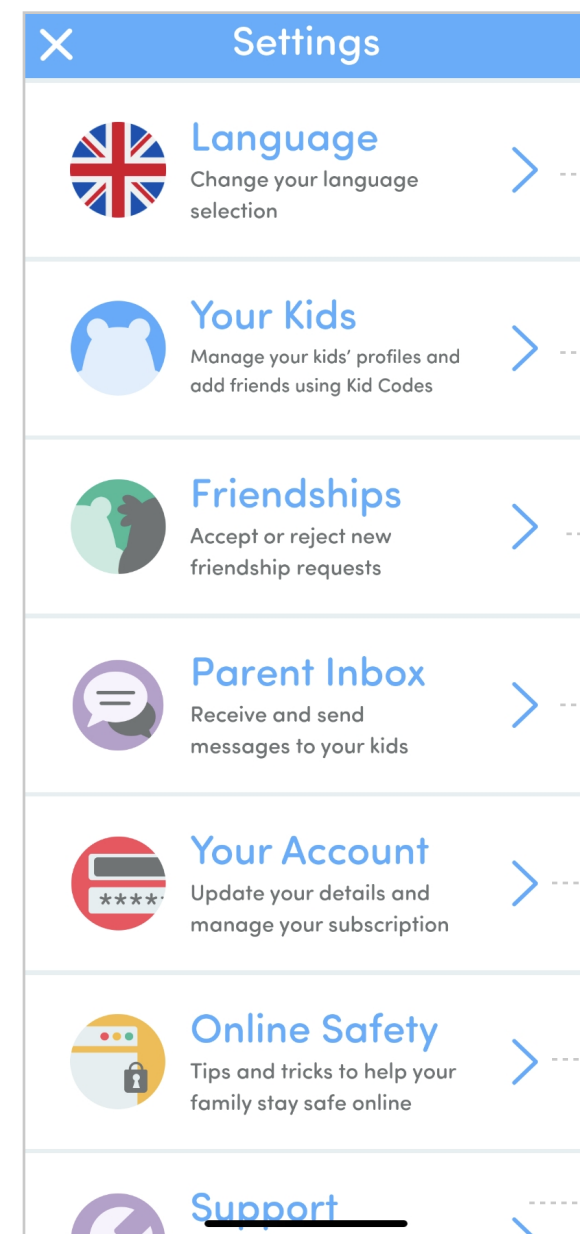 Settings
Language
Change your language
selection
Your Kids
Manage your kids’ profiles and
add friends using Kid Codes
Friendships
Accept or reject new
friendship requests
Parent Inbox
Receive and send
messages to your kids
Your Account
****
Update your details and
manage your subscription
Online Safety
Tips and tricks to help your
family stay safe online
Support